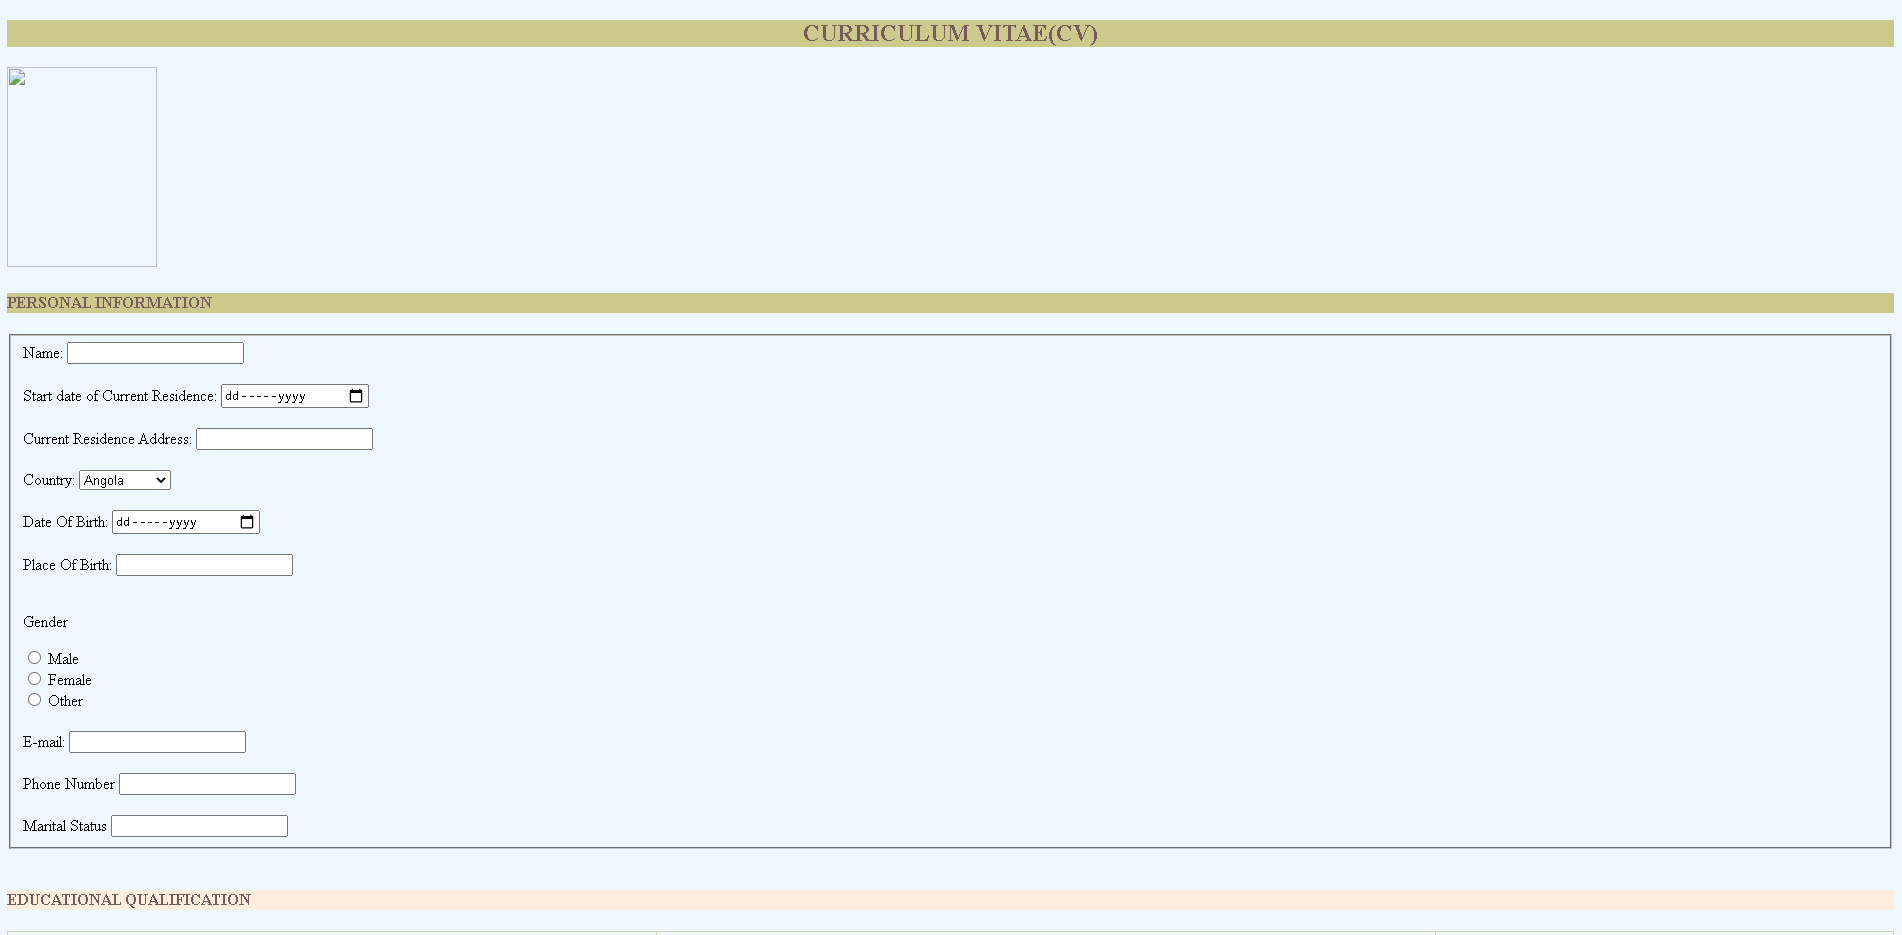 CURRICULUM VITAE(CV)
PERSONAL INFORMATION
Name:
Start date of Current Residence: dd-----yyyy
Current Residence Address:
Country: Angola
Date Of Birth: dd-----yyyy
Place Of Birth:
Gender
Male
Female
Other
E-mail:
Phone Number
Marital Status
EDUCATIONAL QUALIFICATION